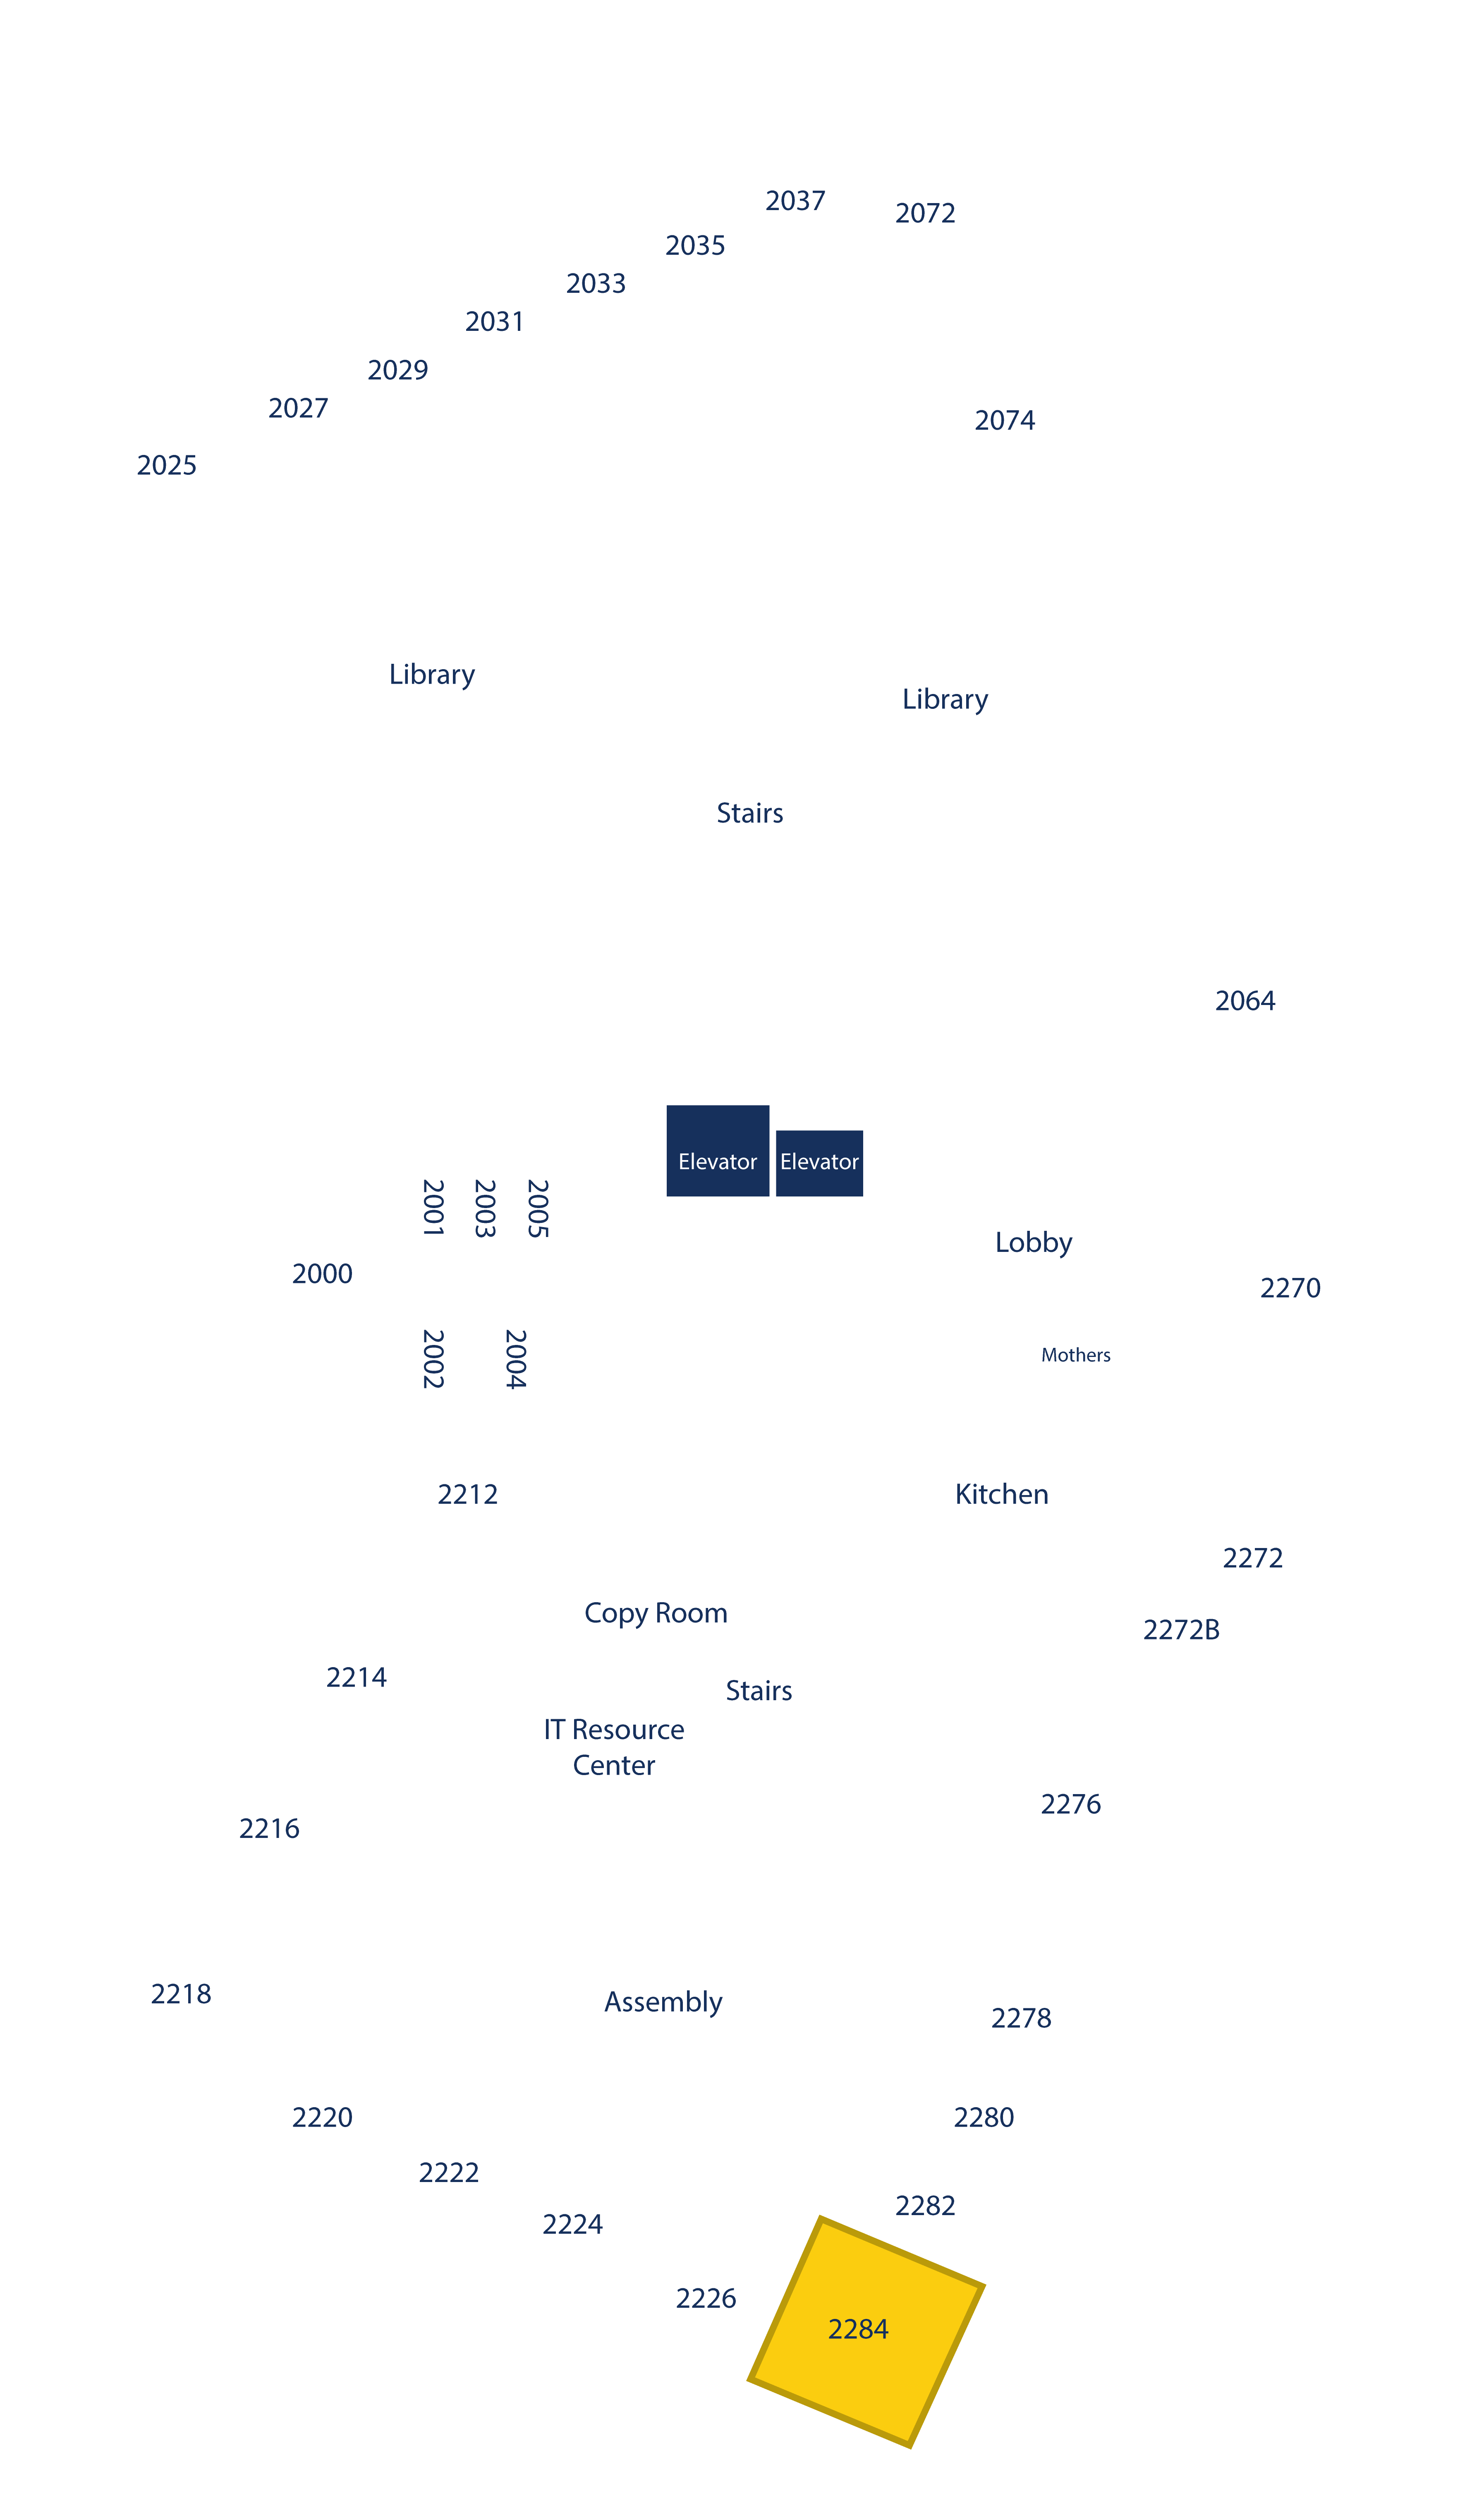 2037
2072
2035
2033
2031
2029
2027
2074
2025
Library
Library
Stairs
2064
Elevator
Elevator
2001
2003
2005
Lobby
2000
2270
2002
2004
Mothers
2212
Kitchen
2272
Copy Room
2272B
2214
Stairs
IT Resource
Center
2276
2216
2218
Assembly
2278
2220
2280
2222
2282
2224
2226
2284